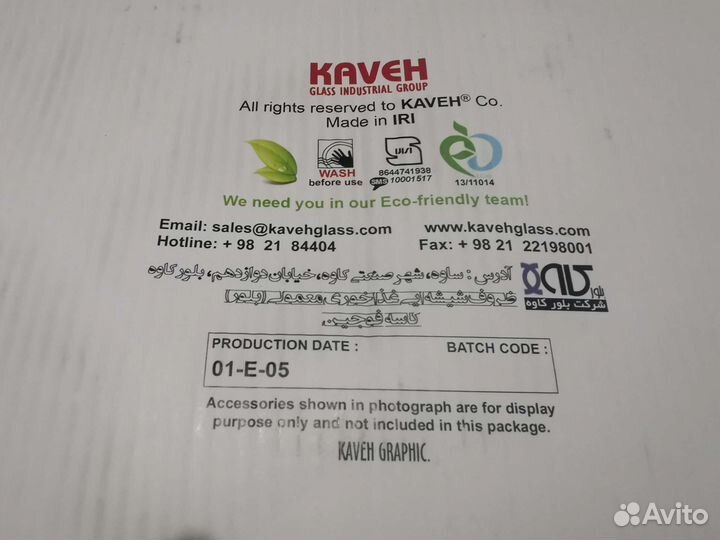 KAVEH
GLASS INDUSTRIAL GROUP
All rights reserved to KAVEH® Co.
Made in IRI
WASH
before use
8644741938
SMS 10001517
13/11014
We need you in our Eco-friendly team!
Email: sales@kavehglass.com www.kavehglass.com
Hotline: + 98 21 84404 Fax: + 98 21 22198001
آدرس : ساوه، شهر صنعتی کاوه، خیابان دوازدهم، بلور کاوه
ظروف شیشه ایی غذاخوری معمولی (بلور)
کاسه فوجین
بلور کاوه
شرکت بلور کاوه
PRODUCTION DATE : BATCH CODE :
01-E-05
Accessories shown in photograph are for display
purpose only and not included in this package.
KAVEH GRAPHIC.
Avito